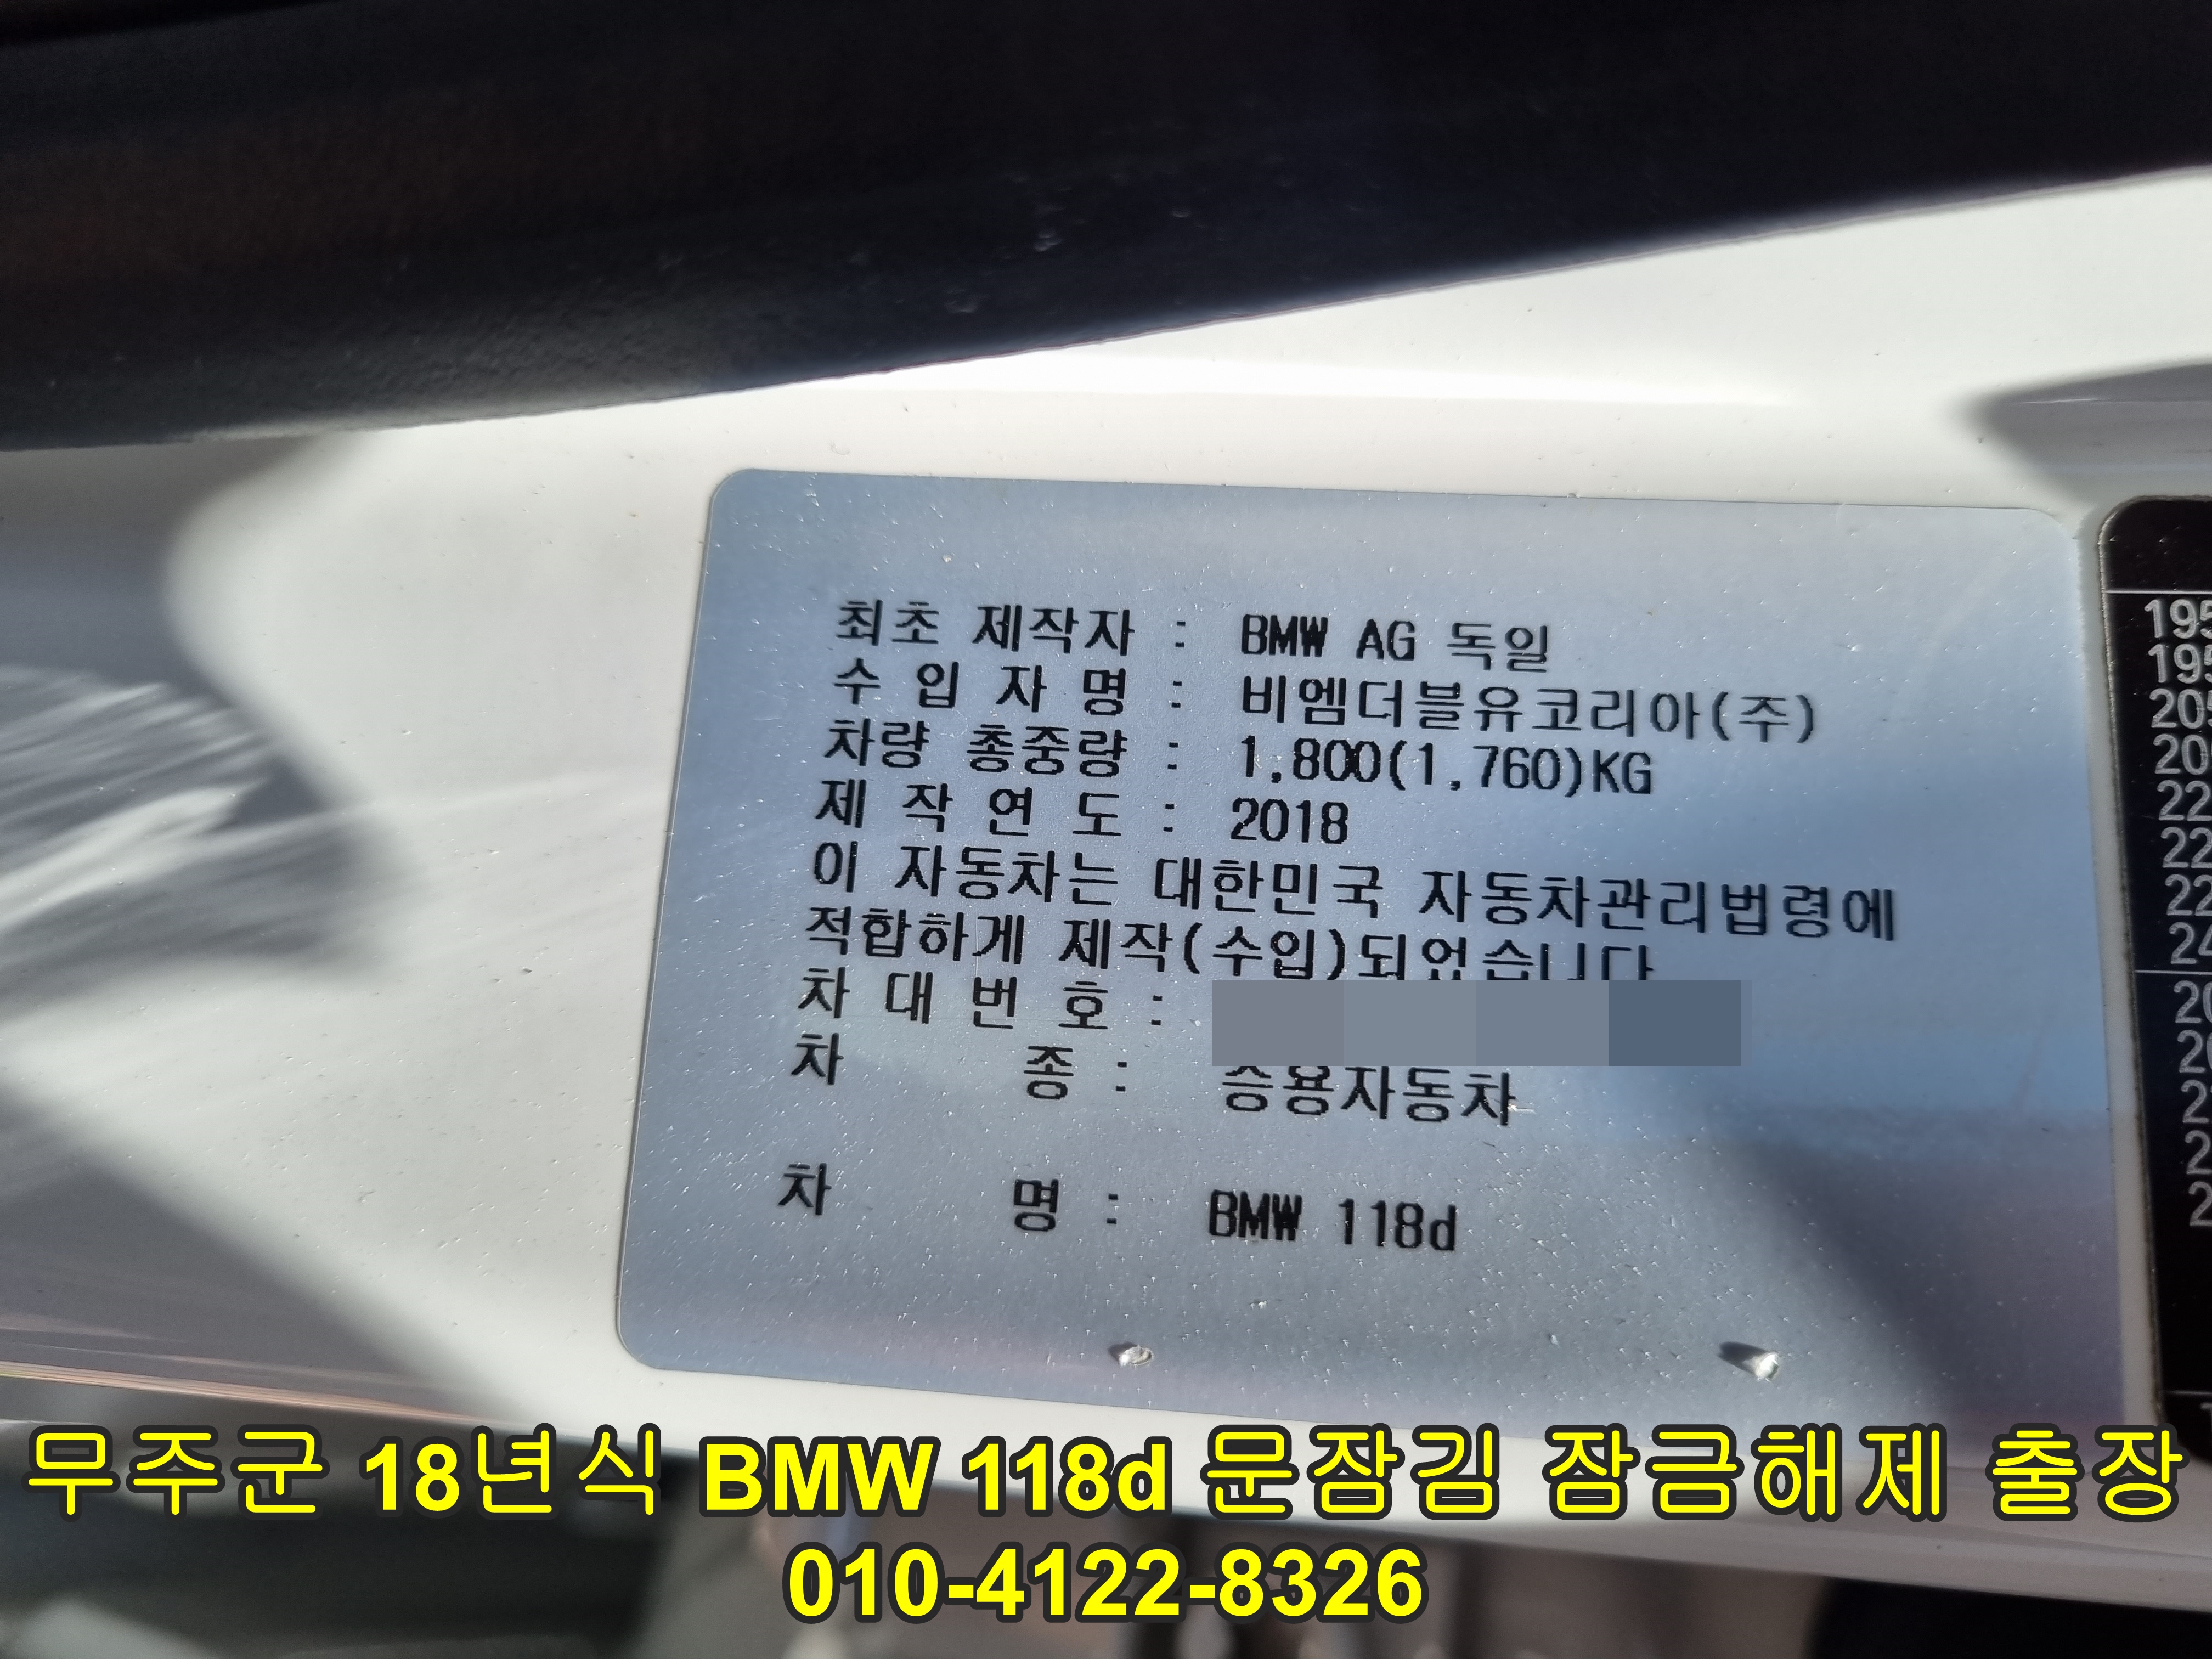 최초 제작자 : BMW AG 독일
수 입 자 명 : 비엠더블유코리아(주)
차량 총중량 : 1,800(1,760)KG
제 작 연 도 : 2018
이 자동차는 대한민국 자동차관리법령에
적합하게 제작(수입)되었습니다
차 대 번 호 :
차 종 : 승용자동차
차 명 : BMW 118d
무주군 18년식 BMW 118d 문잠김 잠금해제 출장
010-4122-8326